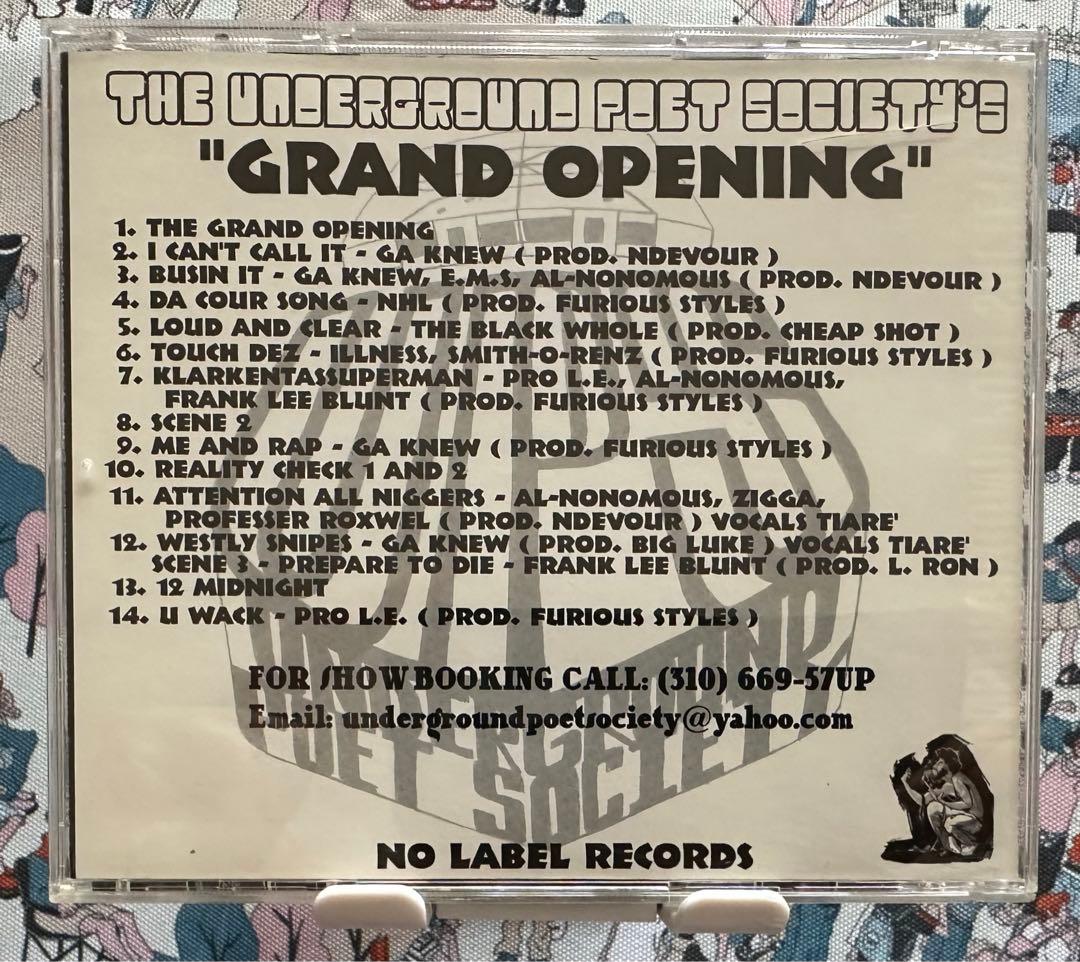 THE UNDERGROUND POET SOCIETY'S
"GRAND OPENING"
1. THE GRAND OPENING
2. I CAN'T CALL IT - GA KNEW ( PROD. NDEVOUR )
3. BUSIN IT - GA KNEW, E.M.S, AL-NONOMOUS ( PROD. NDEVOUR )
4. DA COUR SONG - NHL ( PROD. FURIOUS STYLES )
5. LOUD AND CLEAR - THE BLACK WHOLE ( PROD. CHEAP SHOT )
6. TOUCH DEZ - ILLNESS, SMITH-O-RENZ ( PROD. FURIOUS STYLES )
7. KLARKENTASSUPERMAN - PRO L.E., AL-NONOMOUS,
FRANK LEE BLUNT ( PROD. FURIOUS STYLES )
8. SCENE 2
9. ME AND RAP - GA KNEW ( PROD. FURIOUS STYLES )
10. REALITY CHECK 1 AND 2
11. ATTENTION ALL NIGGERS - AL-NONOMOUS, ZIGGA,
PROFESSER ROXWEL ( PROD. NDEVOUR ) VOCALS TIARE'
12. WESTLY SNIPES - GA KNEW ( PROD. BIG LUKE ) VOCALS TIARE'
SCENE 3 - PREPARE TO DIE - FRANK LEE BLUNT ( PROD. L. RON )
13. 12 MIDNIGHT
14. U WACK - PRO L.E. ( PROD. FURIOUS STYLES )
FOR SHOW BOOKING CALL: (310) 669-57UP
Email: undergroundpoetsociety@yahoo.com
UPS
UNDERGROUND
POET SOCIETY
NO LABEL RECORDS